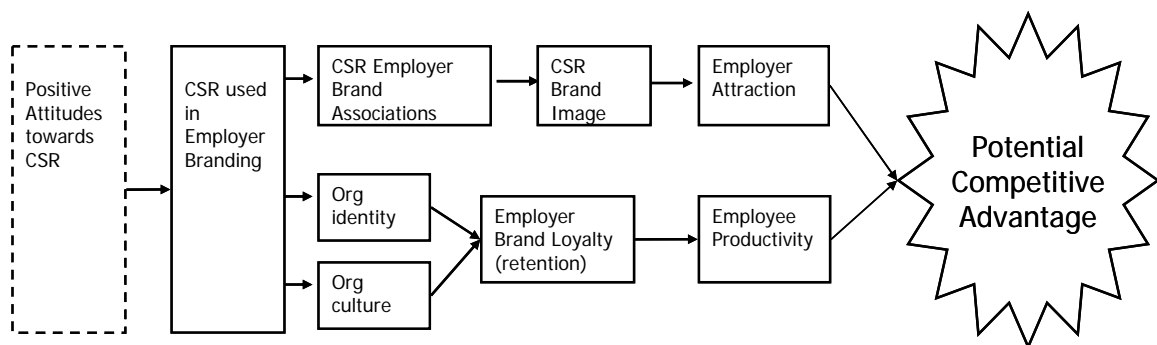 Positive
Attitudes
towards
CSR
CSR used
in
Employer
Branding
CSR Employer
Brand
Associations
CSR
Brand
Image
Employer
Attraction
Org
identity
Org
culture
Employer
Brand Loyalty
(retention)
Employee
Productivity
Potential
Competitive
Advantage